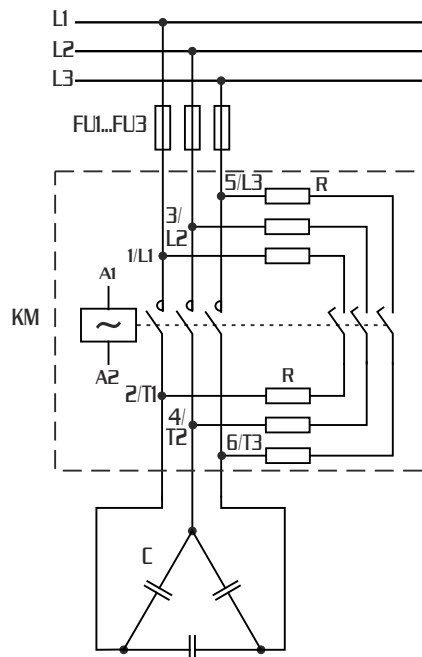 L1
L2
L3
FU1...FU3
5/L3
R
3/
L2
1/L1
A1
KM
~
A2
2/T1
R
4/
T2
6/T3
C